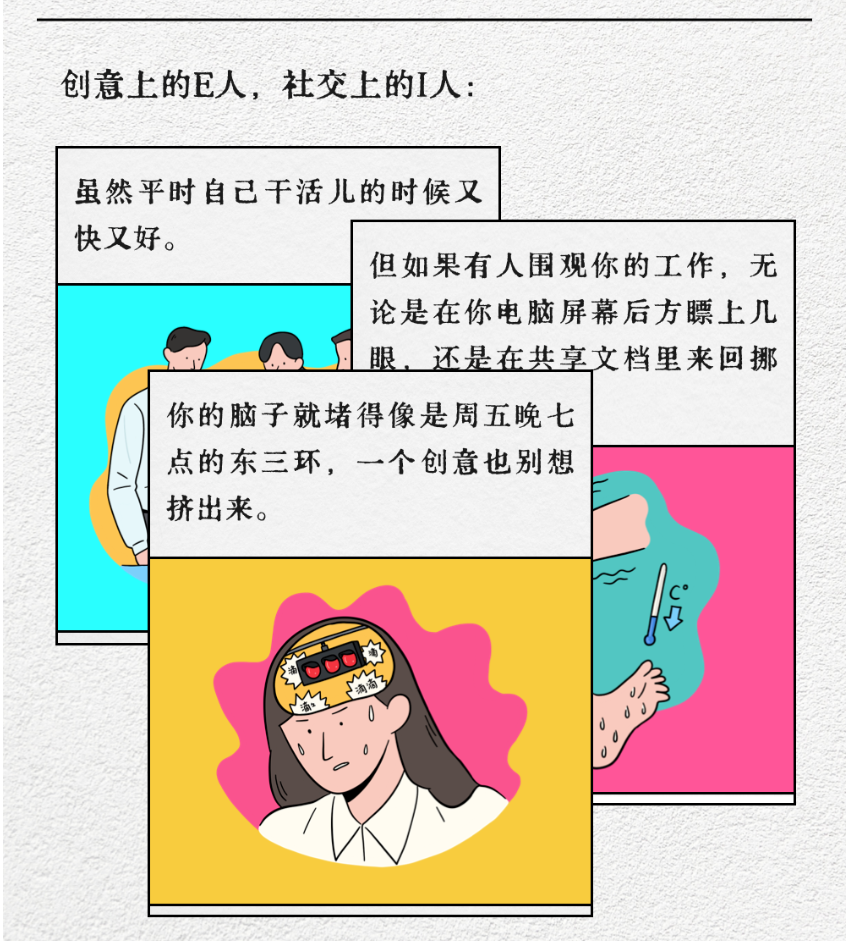 创意上的E人，社交上的I人：
虽然平时自己干活儿的时候又
快又好。
但如果有人围观你的工作，无
论是在你电脑屏幕后方瞟上几
眼，还是在共享文档里来回挪
你的脑子就堵得像是周五晚七
点的东三环，一个创意也别想
挤出来。
C°
滴
滴滴